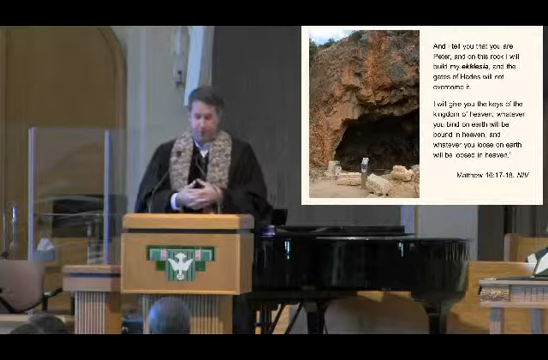 And I tell you that you are
Peter, and on this rock I will
build my ekklesia, and the
gates of Hades will not
overcome it.
I will give you the keys of the
kingdom of heaven; whatever
you bind on earth will be
bound in heaven, and
whatever you loose on earth
will be loosed in heaven."
Matthew 16:17-18, NIV